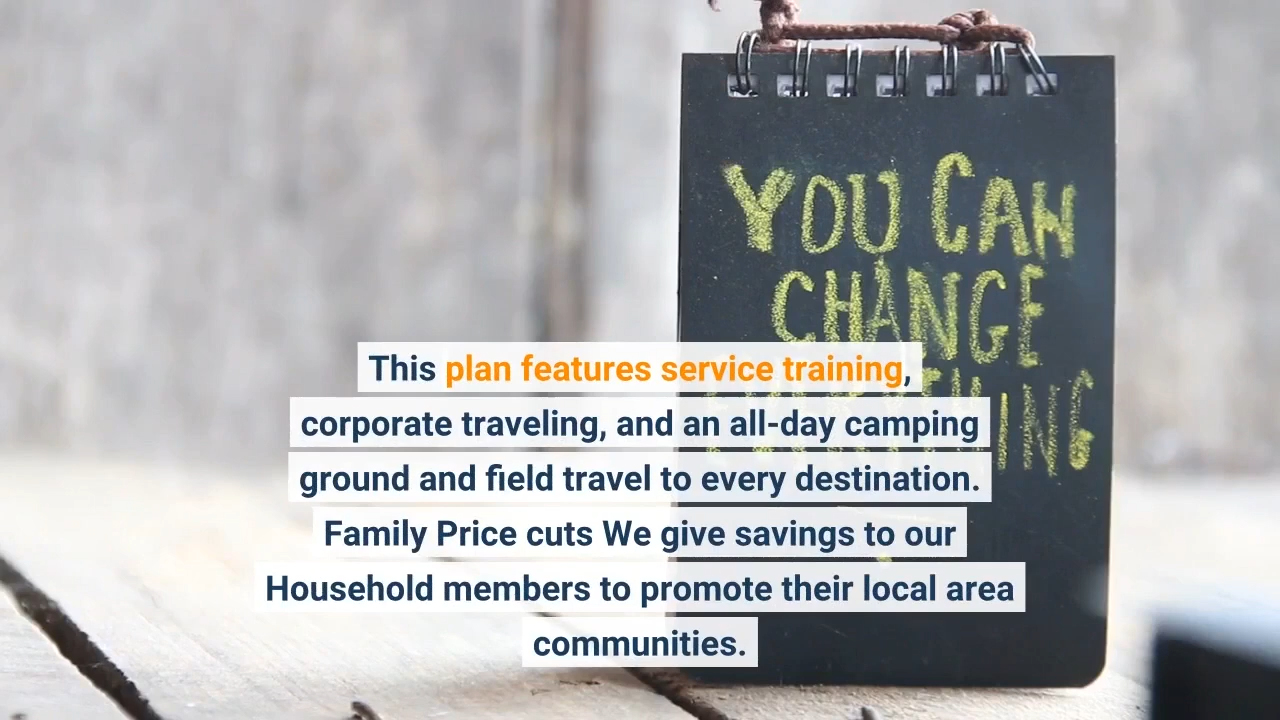 YOU CAN
CHANGE
This plan features service training,
corporate traveling, and an all-day camping
ground and field travel to every destination.
Family Price cuts We give savings to our
Household members to promote their local area
communities.